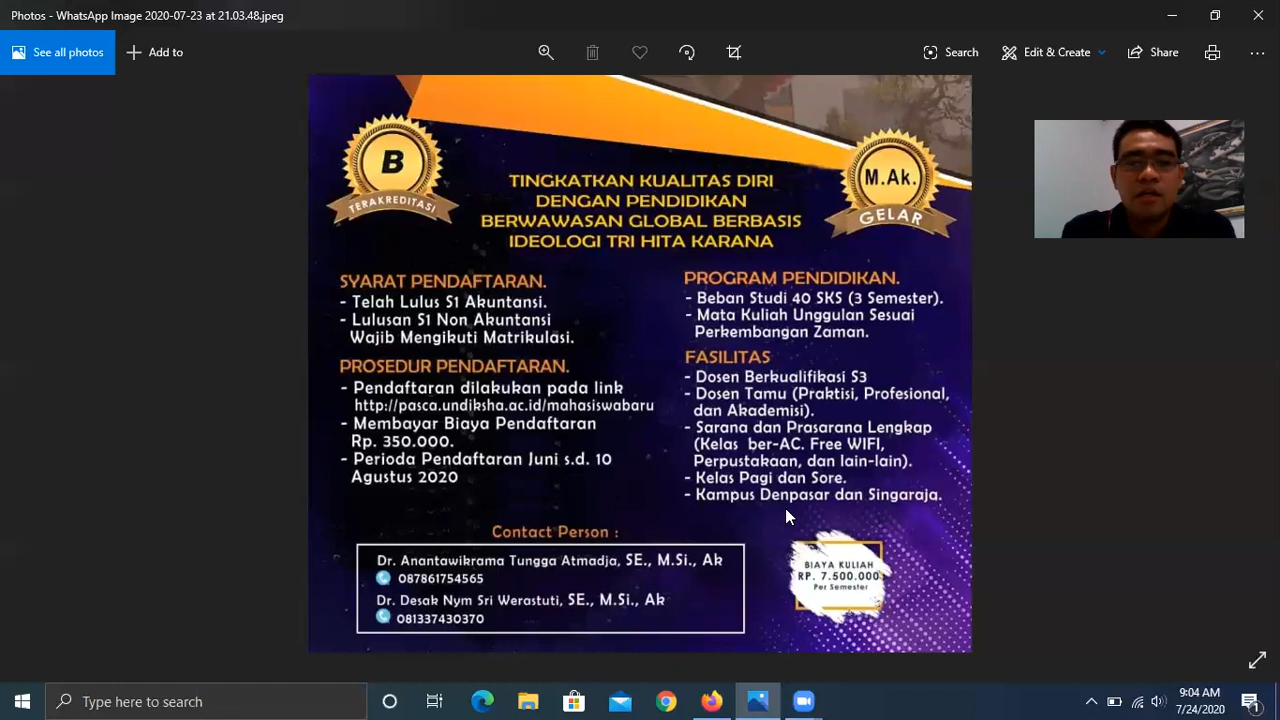 Photos - WhatsApp Image 2020-07-23 at 21.03.48.jpeg
See all photos
Add to
Search
Edit & Create
Share
B
TERAKREDITASI
M.Ak.
GELAR
TINGKATKAN KUALITAS DIRI
DENGAN PENDIDIKAN
BERWAWASAN GLOBAL BERBASIS
IDEOLOGI TRI HITA KARANA
SYARAT PENDAFTARAN.
- Telah Lulus S1 Akuntansi.
- Lulusan S1 Non Akuntansi
Wajib Mengikuti Matrikulasi.
PROSEDUR PENDAFTARAN.
- Pendaftaran dilakukan pada link
http://pasca.undiksha.ac.id/mahasiswabaru
- Membayar Biaya Pendaftaran
Rp. 350.000.
- Perioda Pendaftaran Juni s.d. 10
Agustus 2020
PROGRAM PENDIDIKAN.
- Beban Studi 40 SKS (3 Semester).
- Mata Kuliah Unggulan Sesuai
Perkembangan Zaman.
FASILITAS
- Dosen Berkualifikasi S3
- Dosen Tamu (Praktisi, Profesional,
dan Akademisi).
- Sarana dan Prasarana Lengkap
(Kelas ber-AC. Free WIFI,
Perpustakaan, dan lain-lain).
- Kelas Pagi dan Sore.
- Kampus Denpasar dan Singaraja.
Contact Person :
Dr. Anantawikrama Tungga Atmadja, SE., M.Si., Ak
087861754565
Dr. Desak Nym Sri Werastuti, SE., M.Si., Ak
081337430370
BIAYA KULIAH
RP. 7.500.000
Per Semester
Type here to search
9:04 AM
7/24/2020
1